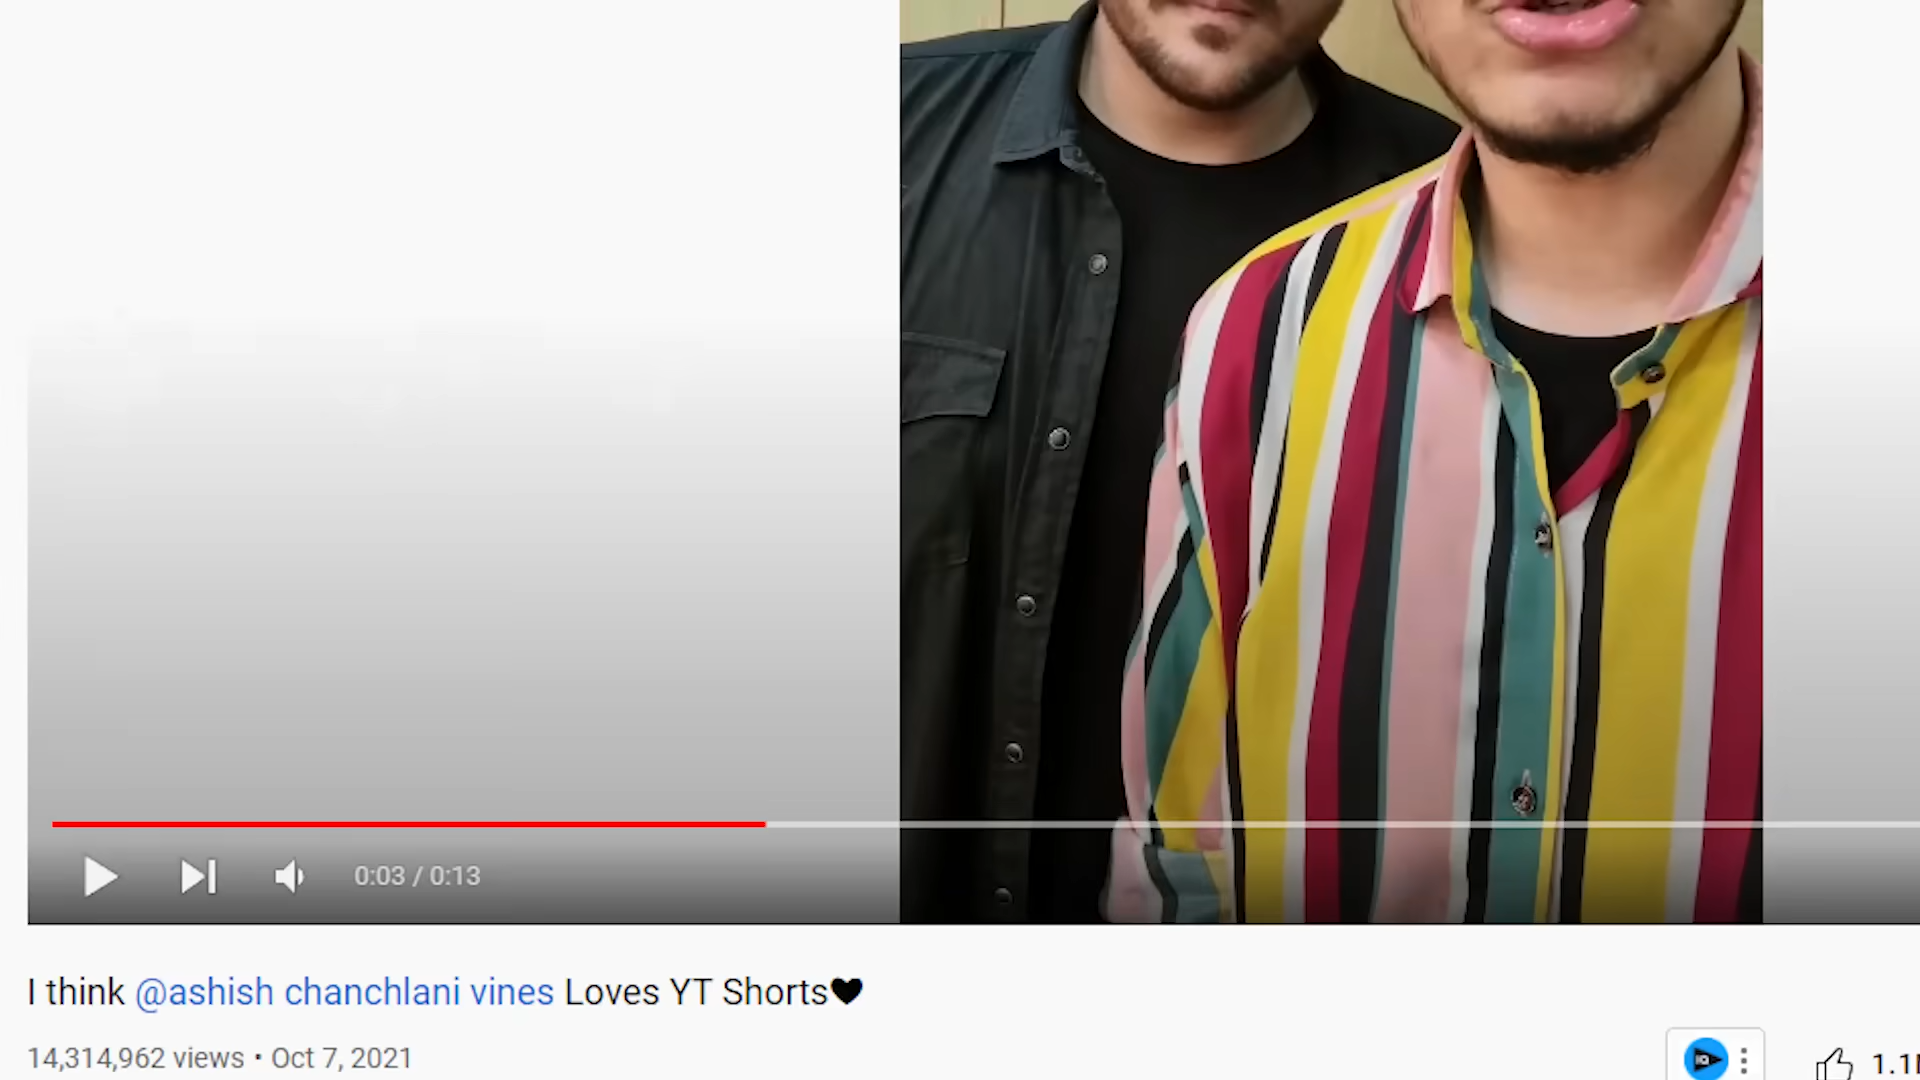 0:03 / 0:13
I think @ashish chanchlani vines Loves YT Shorts🖤
14,314,962 views • Oct 7, 2021